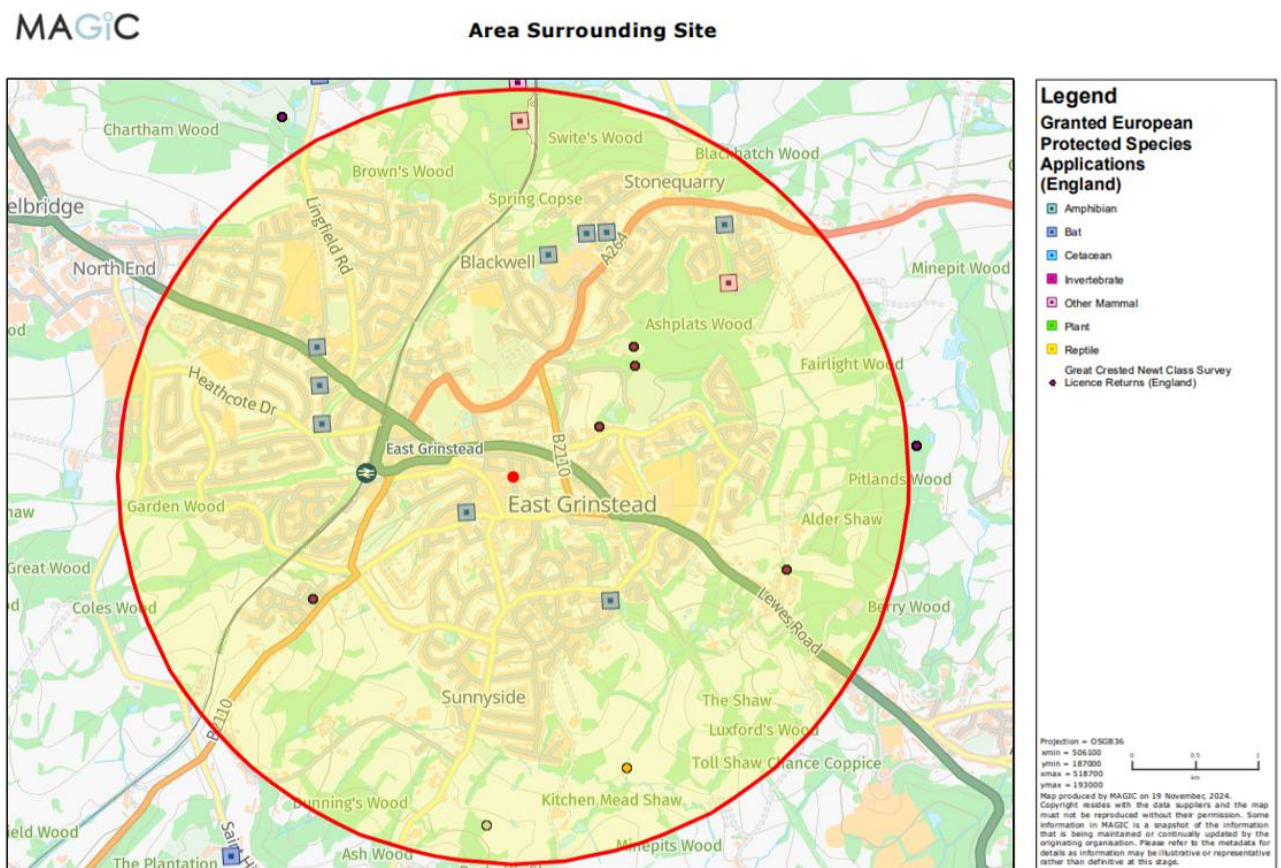 MAGiC
Area Surrounding Site
Chartham Wood
Swite's Wood
Blackhatch Wood
Brown's Wood
Stonequarry
Spring Copse
elbridge
Lingfield Rd
A264
North End
Blackwell
Minepit Wood
od
Ashplats Wood
Fairlight Wood
Heathcote Dr
East Grinstead
B2110
Pitlands Wood
Garden Wood
East Grinstead
haw
Alder Shaw
Great Wood
d
Coles Wood
Lewes Road
Berry Wood
Sunnyside
The Shaw
B2110
Luxford's Wood
Toll Shaw Chance Coppice
Dunning's Wood
Kitchen Mead Shaw
ield Wood
Saint Hi
Ash Wood
Minepits Wood
The Plantation
Legend
Granted European
Protected Species
Applications
(England)
Amphibian
Bat
Cetacean
Invertebrate
Other Mammal
Plant
Reptile
Great Crested Newt Class Survey
Licence Returns (England)
Projection = OSGB36
xmin = 506100
ymin = 187000
xmax = 518700
ymax = 193000
0 0.5 1
km
Map produced by MAGIC on 19 November, 2024.
Copyright resides with the data suppliers and the map
must not be reproduced without their permission. Some
information in MAGIC is a snapshot of the information
that is being maintained or continually updated by the
originating organisation. Please refer to the metadata for
details as information may be illustrative or representative
rather than definitive at this stage.